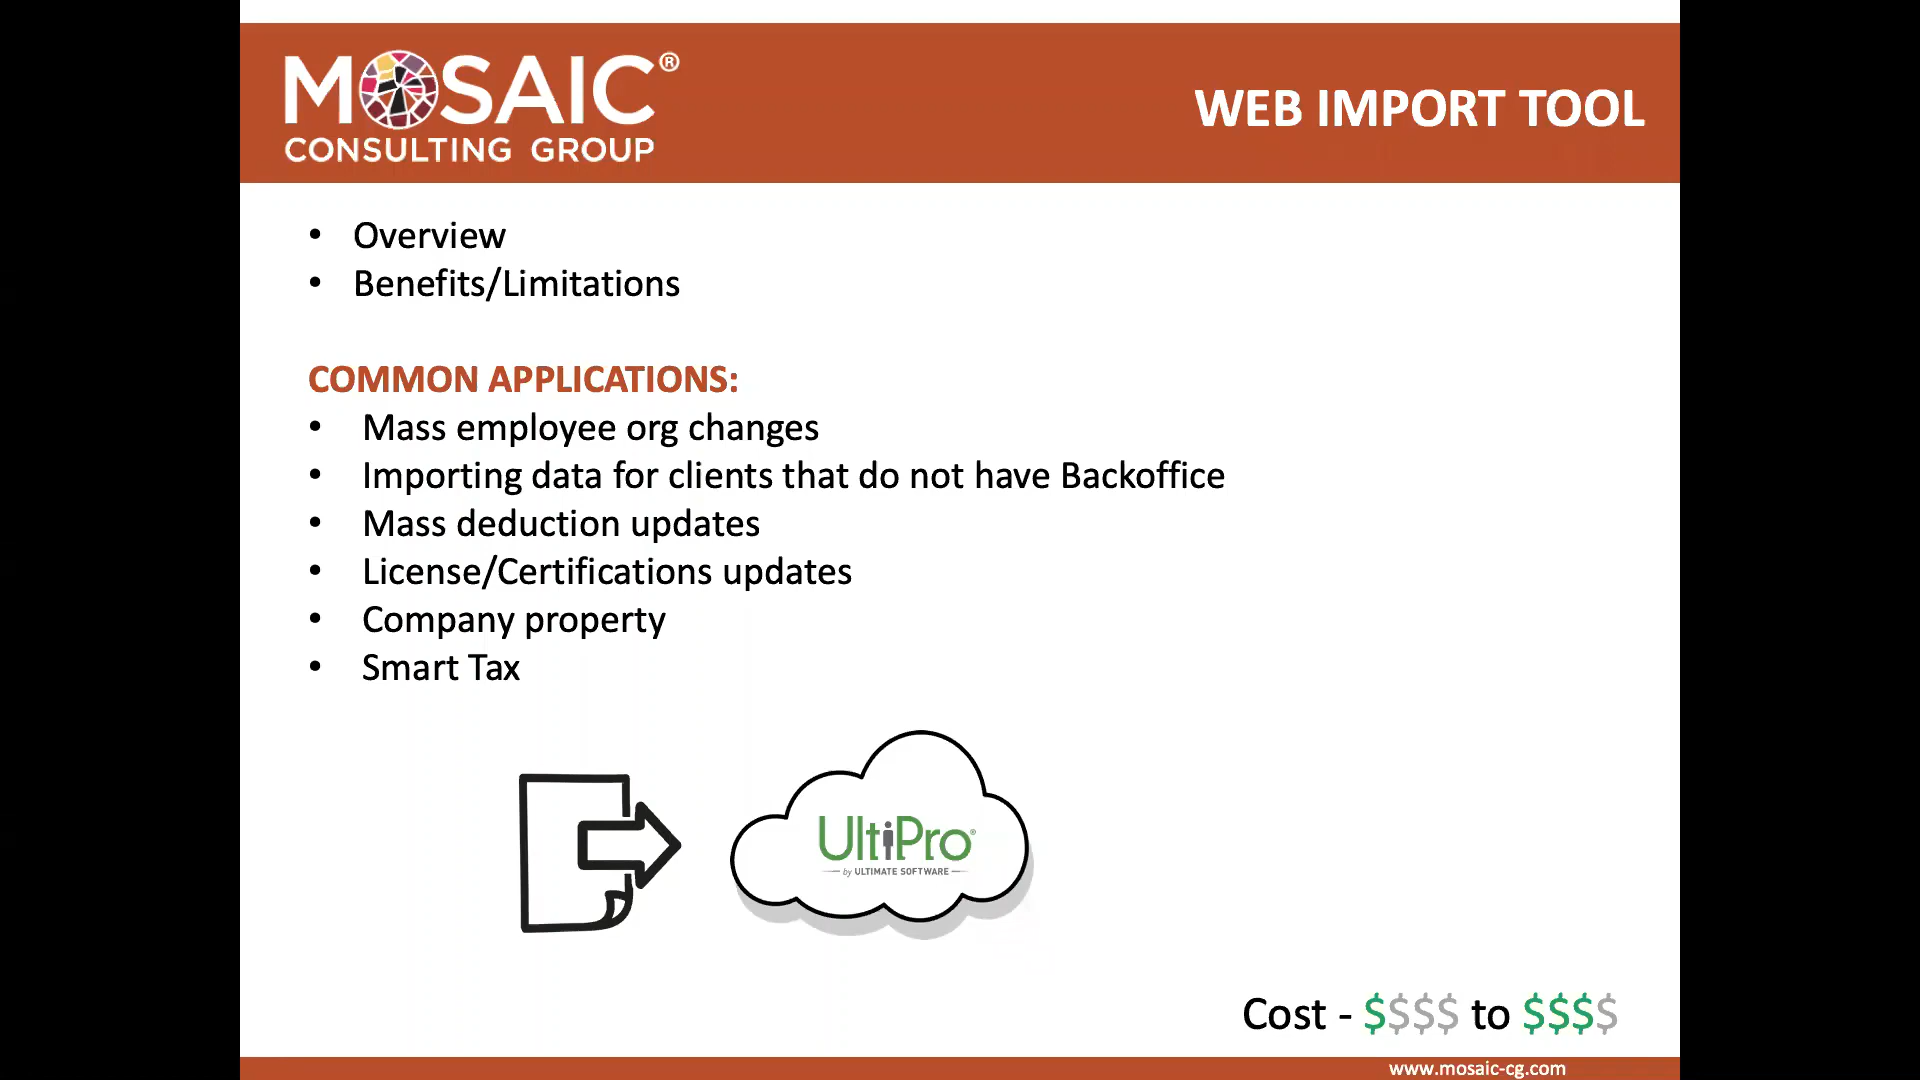 MOSAIC®
CONSULTING GROUP
WEB IMPORT TOOL
• Overview
• Benefits/Limitations
COMMON APPLICATIONS:
• Mass employee org changes
• Importing data for clients that do not have Backoffice
• Mass deduction updates
• License/Certifications updates
• Company property
• Smart Tax
UltiPro®
by ULTIMATE SOFTWARE
Cost - $$$$ to $$$$
www.mosaic-cg.com